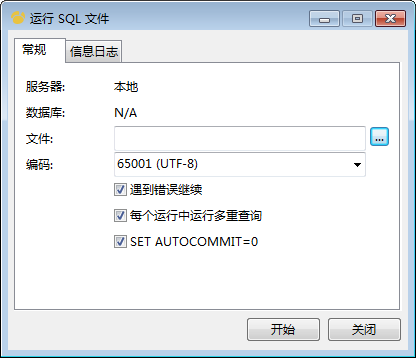 运行 SQL 文件
常规 信息日志
服务器: 本地
数据库: N/A
文件: ...
编码: 65001 (UTF-8)
遇到错误继续
每个运行中运行多重查询
SET AUTOCOMMIT=0
开始 关闭